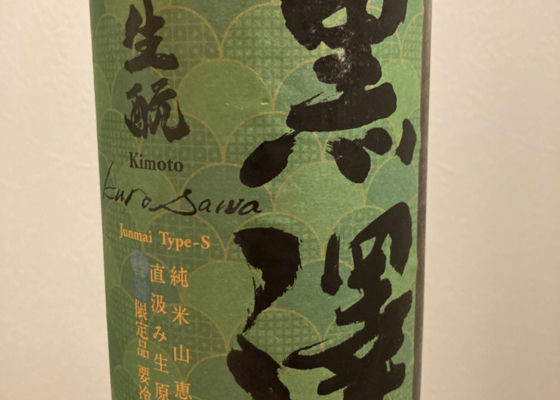 黒澤
生酛
Kimoto
Kurosawa
Junmai Type-S
純米 山恵
直汲み生原
限定品 要冷